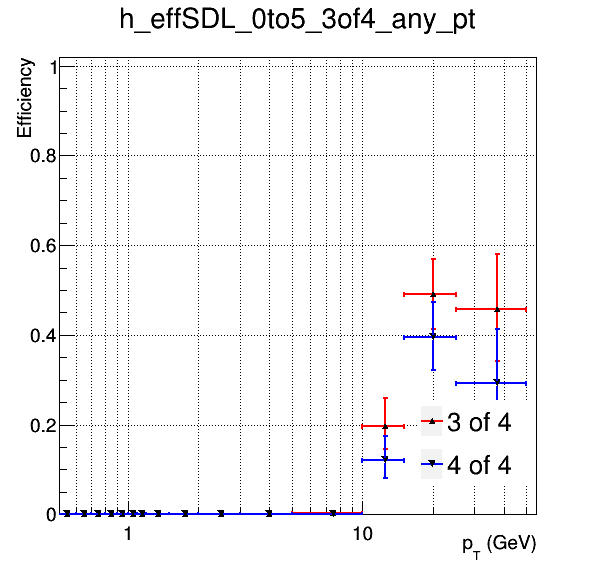 h_effSDL_0to5_3of4_any_pt
Efficiency
1
0.8
0.6
0.4
0.2
0
3 of 4
4 of 4
1
10
p_T (GeV)